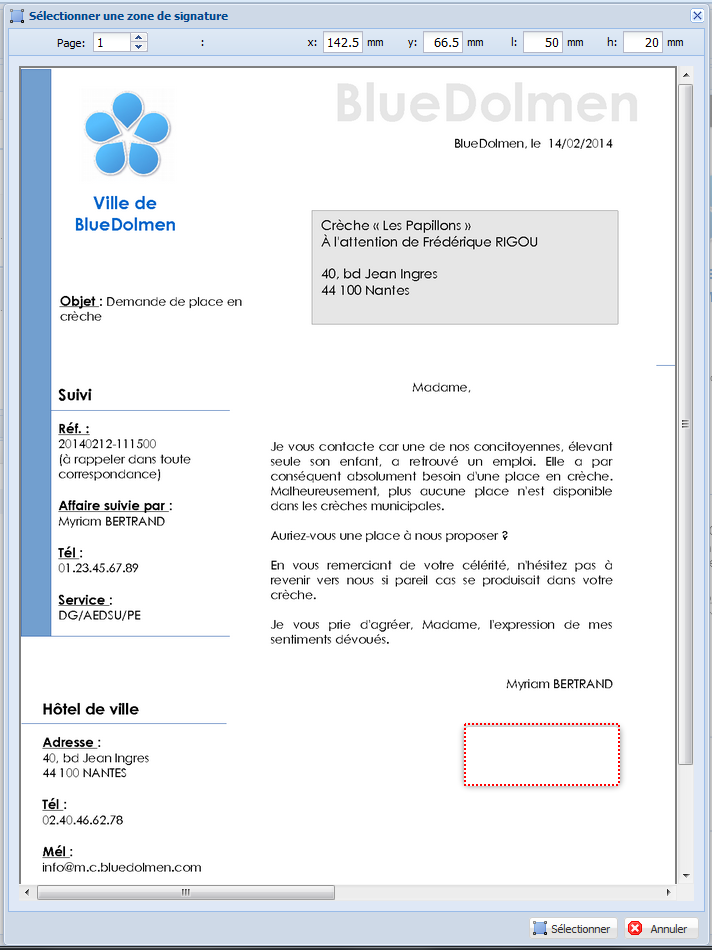 Sélectionner une zone de signature
Page: 1 : x: 142.5 mm y: 66.5 mm l: 50 mm h: 20 mm
BlueDolmen
BlueDolmen, le 14/02/2014
Ville de
BlueDolmen
Crèche « Les Papillons »
À l'attention de Frédérique RIGOU
40, bd Jean Ingres
44 100 Nantes
Objet : Demande de place en
crèche
Suivi
Réf. :
20140212-111500
(à rappeler dans toute
correspondance)
Affaire suivie par :
Myriam BERTRAND
Tél :
01.23.45.67.89
Service :
DG/AEDSU/PE
Madame,
Je vous contacte car une de nos concitoyennes, élevant
seule son enfant, a retrouvé un emploi. Elle a par
conséquent absolument besoin d'une place en crèche.
Malheureusement, plus aucune place n'est disponible
dans les crèches municipales.
Auriez-vous une place à nous proposer ?
En vous remerciant de votre célérité, n'hésitez pas à
revenir vers nous si pareil cas se produisait dans votre
crèche.
Je vous prie d'agréer, Madame, l'expression de mes
sentiments dévoués.
Myriam BERTRAND
Hôtel de ville
Adresse :
40, bd Jean Ingres
44 100 NANTES
Tél :
02.40.46.62.78
Mél :
info@m.c.bluedolmen.com
Sélectionner
Annuler